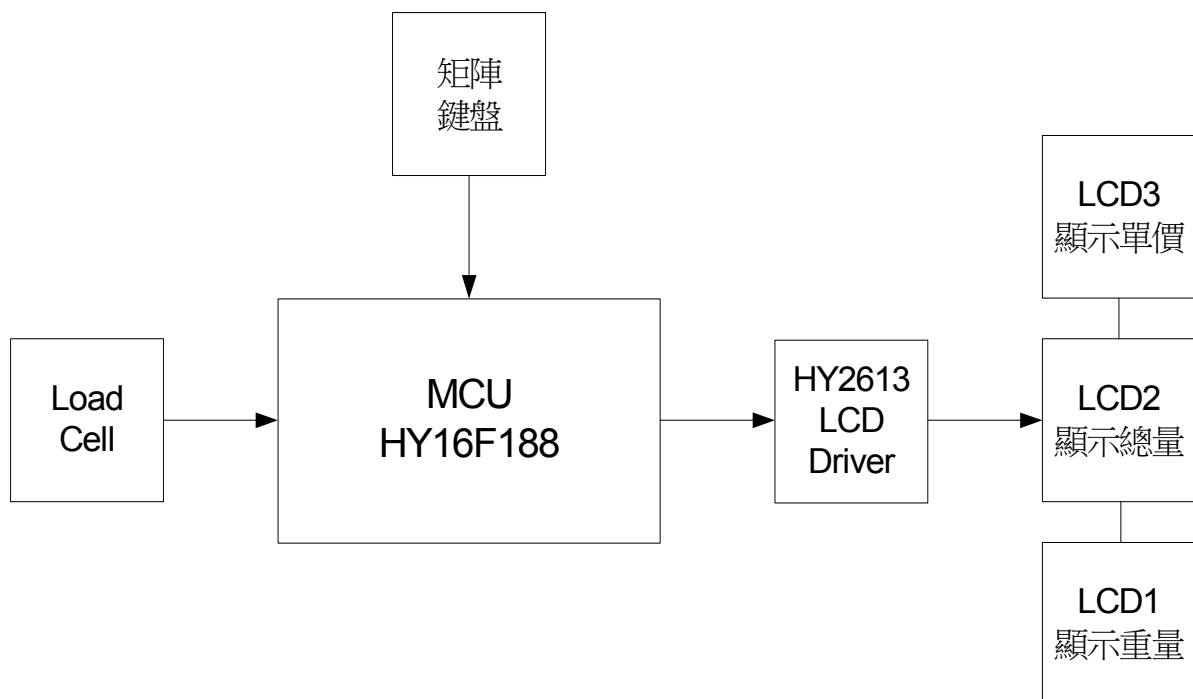 矩陣
鍵盤
LCD3
顯示單價
Load
Cell
MCU
HY16F188
HY2613
LCD
Driver
LCD2
顯示總量
LCD1
顯示重量